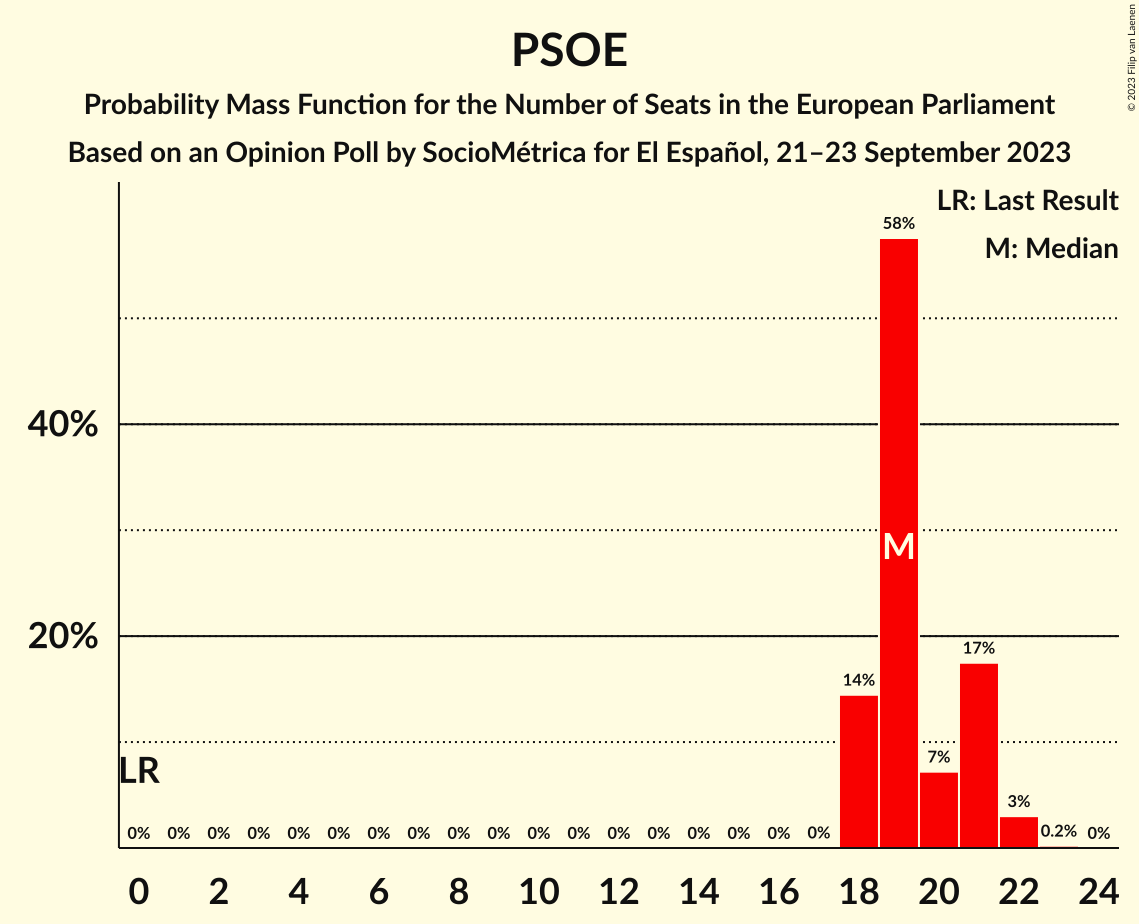 PSOE
Probability Mass Function for the Number of Seats in the European Parliament
Based on an Opinion Poll by SocioMétrica for El Español, 21–23 September 2023
© 2023 Filip van Laenen
LR: Last Result
M: Median
58%
40%
M
20%
17%
14%
7%
LR
3%
0% 0% 0% 0% 0% 0% 0% 0% 0% 0% 0% 0% 0% 0% 0% 0% 0% 0% 0.2% 0%
0 2 4 6 8 10 12 14 16 18 20 22 24